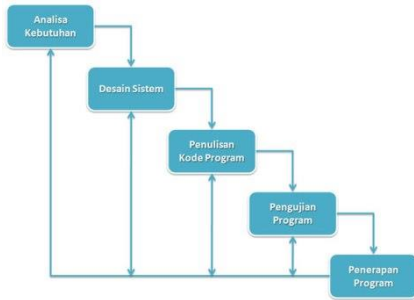 Analisa
Kebutuhan
Desain Sistem
Penulisan
Kode Program
Pengujian
Program
Penerapan
Program